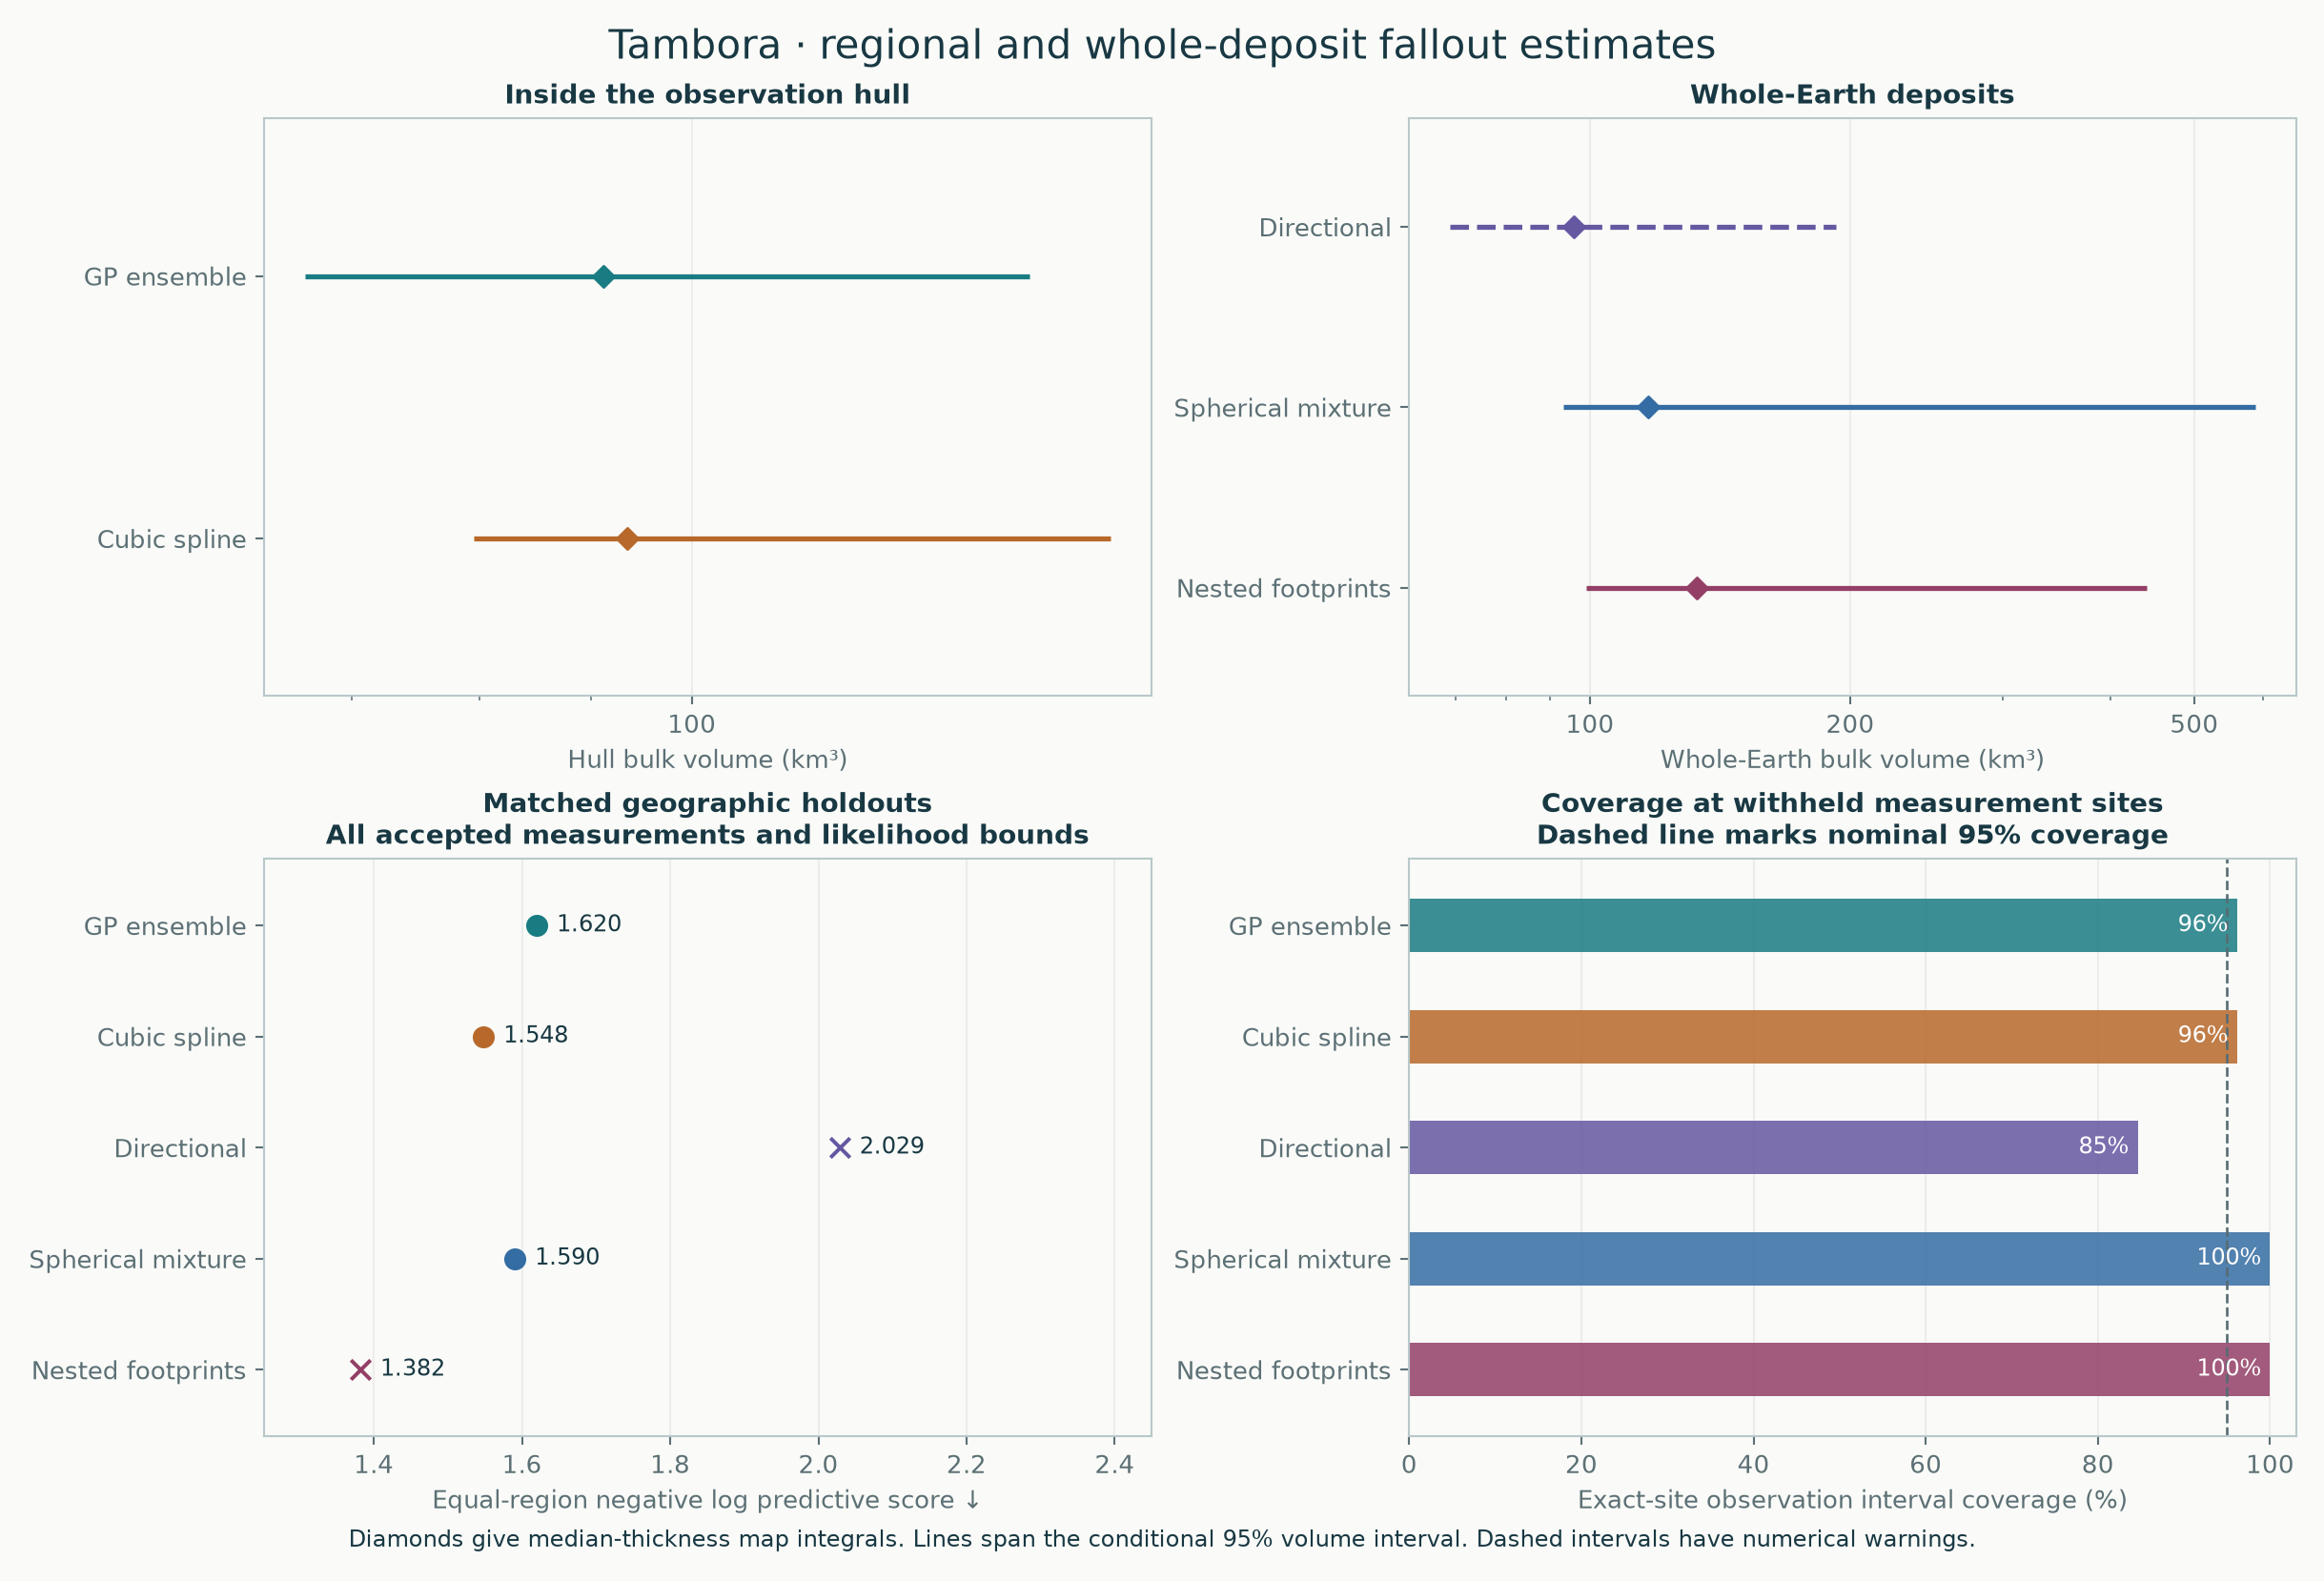 Tambora · regional and whole-deposit fallout estimates
Inside the observation hull
GP ensemble
Cubic spline
100
Hull bulk volume (km³)
Whole-Earth deposits
Directional
Spherical mixture
Nested footprints
100 200 500
Whole-Earth bulk volume (km³)
Matched geographic holdouts
All accepted measurements and likelihood bounds
GP ensemble 1.620
Cubic spline 1.548
Directional 2.029
Spherical mixture 1.590
Nested footprints 1.382
1.4 1.6 1.8 2.0 2.2 2.4
Equal-region negative log predictive score ↓
Coverage at withheld measurement sites
Dashed line marks nominal 95% coverage
GP ensemble 96%
Cubic spline 96%
Directional 85%
Spherical mixture 100%
Nested footprints 100%
0 20 40 60 80 100
Exact-site observation interval coverage (%)
Diamonds give median-thickness map integrals. Lines span the conditional 95% volume interval. Dashed intervals have numerical warnings.